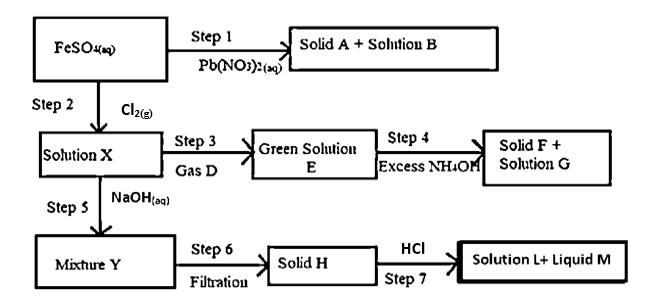 FeSO4(aq)
Step 1
Pb(NO3)2(aq)
Solid A + Solution B
Step 2
Cl2(g)
Solution X
Step 3
Gas D
Green Solution
E
Step 4
Excess NH4OH
Solid F +
Solution G
Step 5
NaOH(aq)
Mixture Y
Step 6
Filtration
Solid H
HCl
Step 7
Solution L+ Liquid M